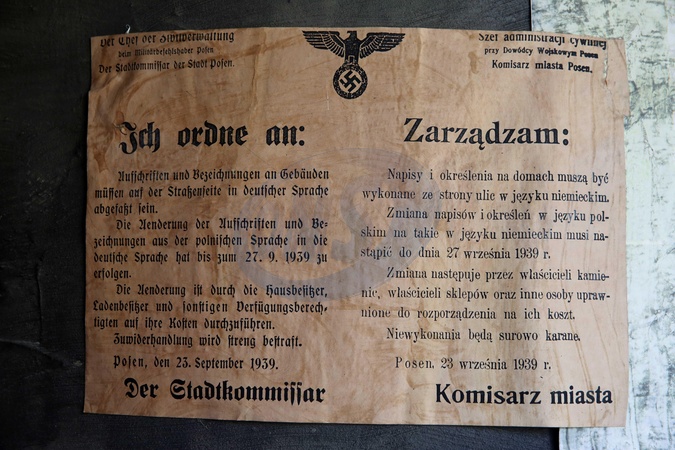 Der Chef der Zivilverwaltung
beim Militärbefehlshaber Posen
Der Stadtkommissar der Stadt Posen.
Szef administracji cywilnej
przy Dowódcy Wojskowym Posen
Komisarz miasta Posen.
Ich ordne an:
Aufschriften und Bezeichnungen an Gebäuden
müssen auf der Straßenseite in deutscher Sprache
abgefaßt sein.
Die Aenderung der Aufschriften und Be-
zeichnungen aus der polnischen Sprache in die
deutsche Sprache hat bis zum 27. 9. 1939 zu
erfolgen.
Die Aenderung ist durch die Hausbesitzer,
Ladenbesitzer und sonstigen Verfügungsberech-
tigten auf ihre Kosten durchzuführen.
Zuwiderhandlung wird streng bestraft.
Posen, den 23. September 1939.
Der Stadtkommissar
Zarządzam:
Napisy i określenia na domach muszą być
wykonane ze strony ulic w języku niemieckim.
Zmiana napisów i określeń w języku pol-
skim na takie w języku niemieckim musi na-
stąpić do dnia 27 września 1939 r.
Zmiana następuje przez właścicieli kamie-
nic, właścicieli sklepów oraz inne osoby upraw-
nione do rozporządzenia na ich koszt.
Niewykonania będą surowo karane.
Posen, 23 września 1939 r.
Komisarz miasta